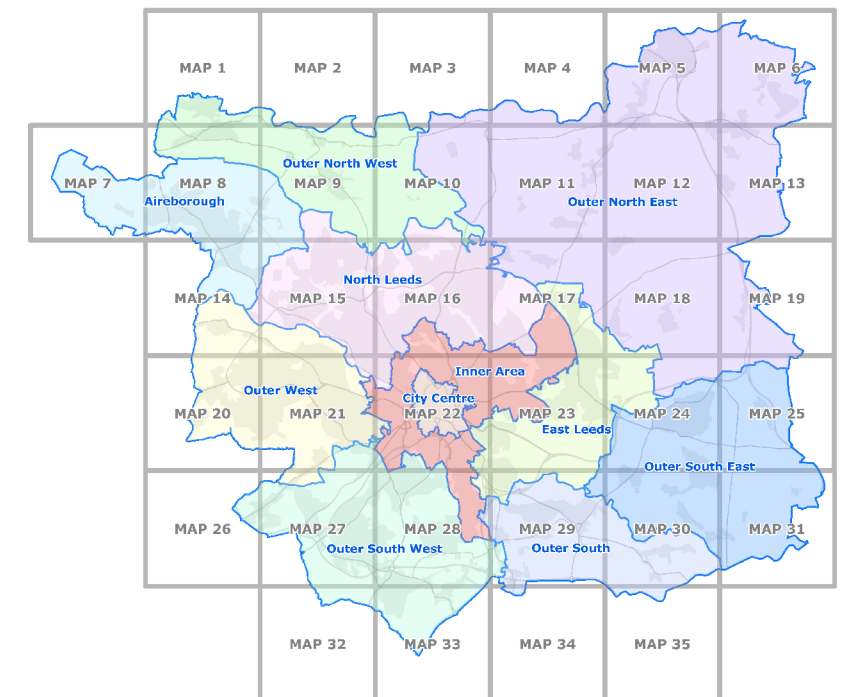 MAP 1 MAP 2 MAP 3 MAP 4 MAP 5 MAP 6
Outer North West
MAP 7 MAP 8 MAP 9 MAP 10 MAP 11 MAP 12 MAP 13
Aireborough Outer North East
North Leeds
MAP 14 MAP 15 MAP 16 MAP 17 MAP 18 MAP 19
Inner Area
Outer West City Centre
MAP 20 MAP 21 MAP 22 MAP 23 MAP 24 MAP 25
East Leeds
Outer South East
MAP 26 MAP 27 MAP 28 MAP 29 MAP 30 MAP 31
Outer South West Outer South
MAP 32 MAP 33 MAP 34 MAP 35